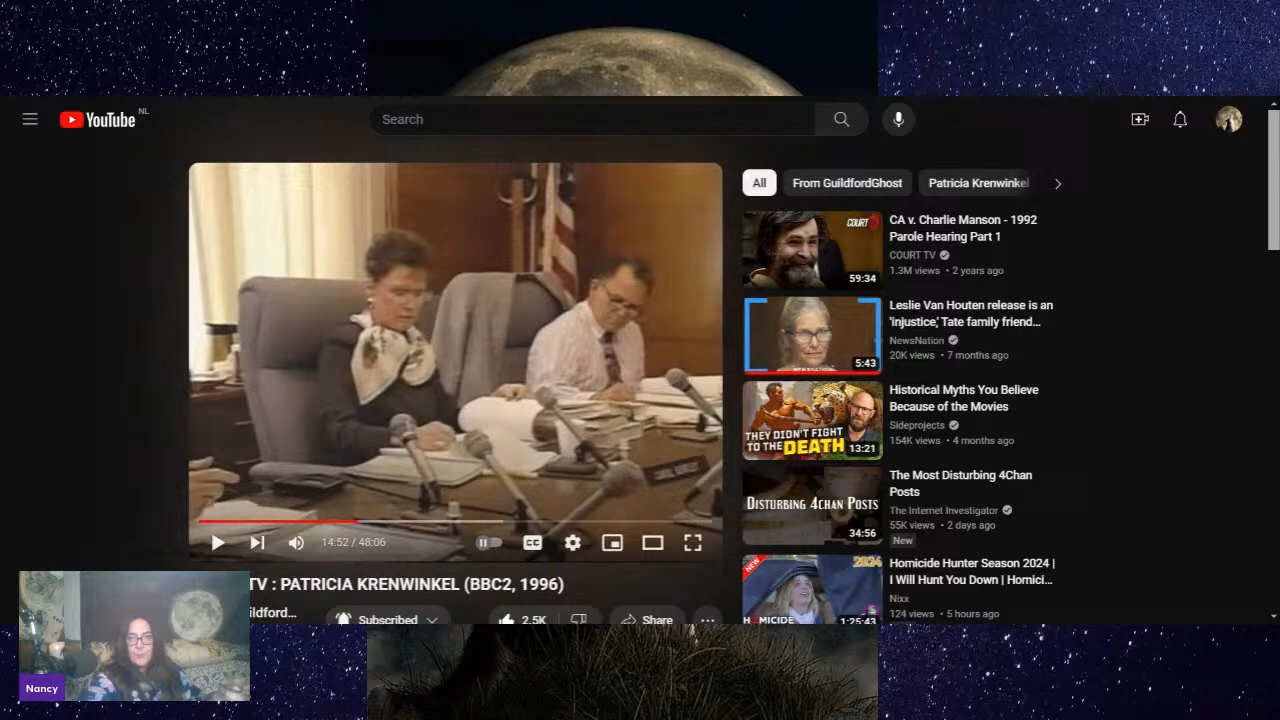 YouTube NL
Search
All
From GuildfordGhost
Patricia Krenwinkel
COURT
59:34
CA v. Charlie Manson - 1992
Parole Hearing Part 1
COURT TV
1.3M views • 2 years ago
NEWSNATION
5:43
Leslie Van Houten release is an
'injustice,' Tate family friend...
NewsNation
20K views • 7 months ago
THEY DIDN'T FIGHT
TO THE DEATH
13:21
Historical Myths You Believe
Because of the Movies
Sideprojects
154K views • 4 months ago
DISTURBING 4CHAN POSTS
34:56
The Most Disturbing 4Chan
Posts
The Internet Investigator
55K views • 2 days ago
New
NEW
2024
HOMICIDE
1:25:43
Homicide Hunter Season 2024 |
I Will Hunt You Down | Homici...
Nixx
124 views • 5 hours ago
14:52 / 48:06
CC
TV : PATRICIA KRENWINKEL (BBC2, 1996)
ildford...
Subscribed
2.5K
Share
Nancy